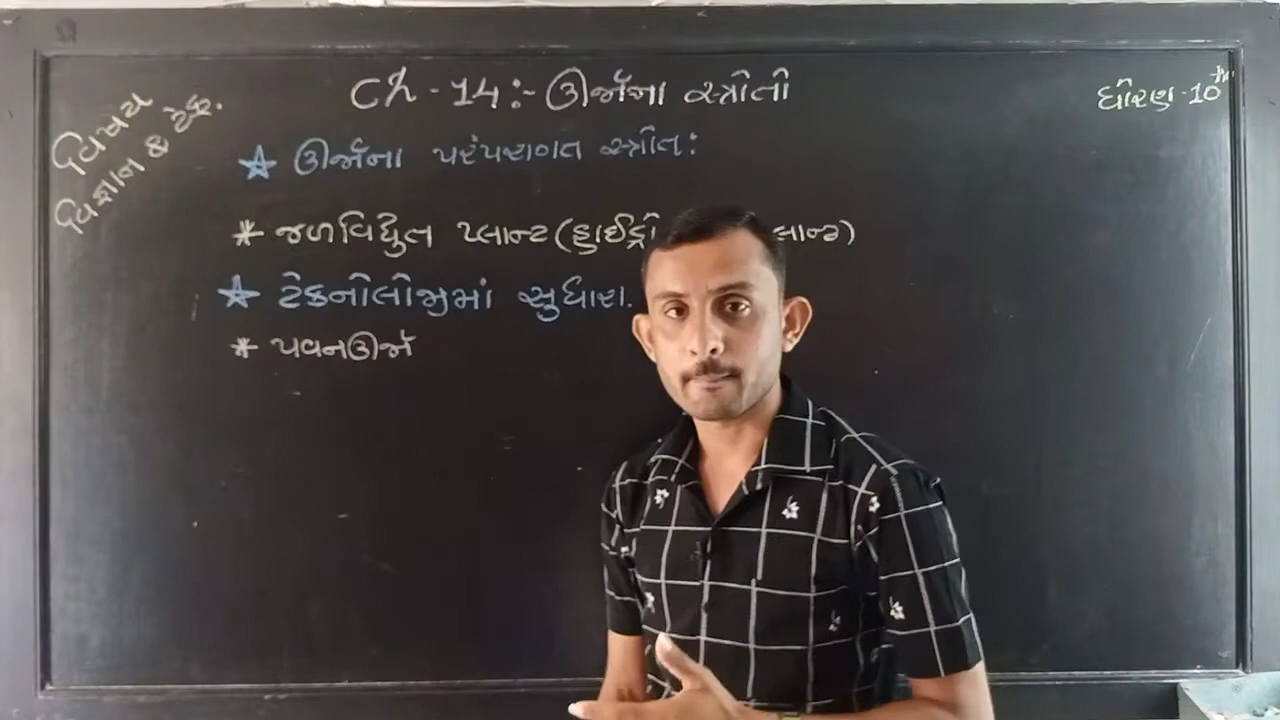 વિષય
વિજ્ઞાન & ટેક.
Ch - 14 :- ઊર્જાના સ્ત્રોતો
ધોરણ - 10th
☆ ઊર્જાના પરંપરાગત સ્ત્રોત :
* જળવિદ્યુત પ્લાન્ટ (હાઈડ્રો લાન્ટ)
☆ ટેકનોલોજીમાં સુધારા.
* પવનઊર્જા